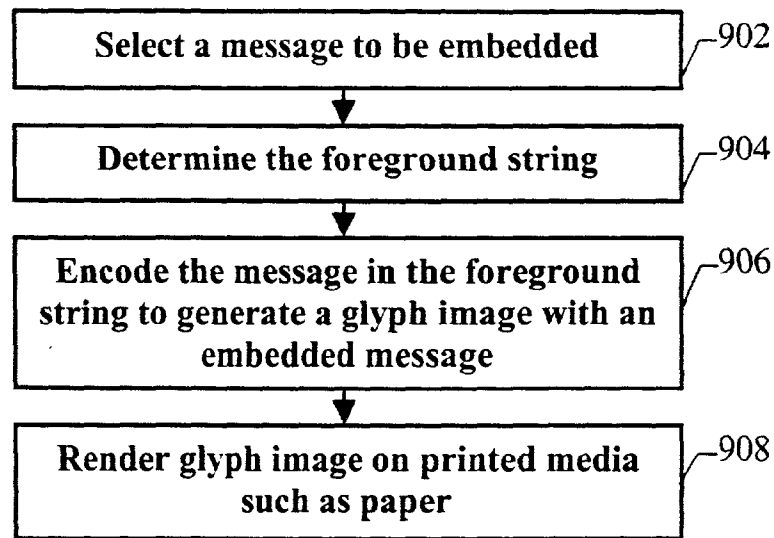 Select a message to be embedded
902
Determine the foreground string
904
Encode the message in the foreground
string to generate a glyph image with an
embedded message
906
Render glyph image on printed media
such as paper
908